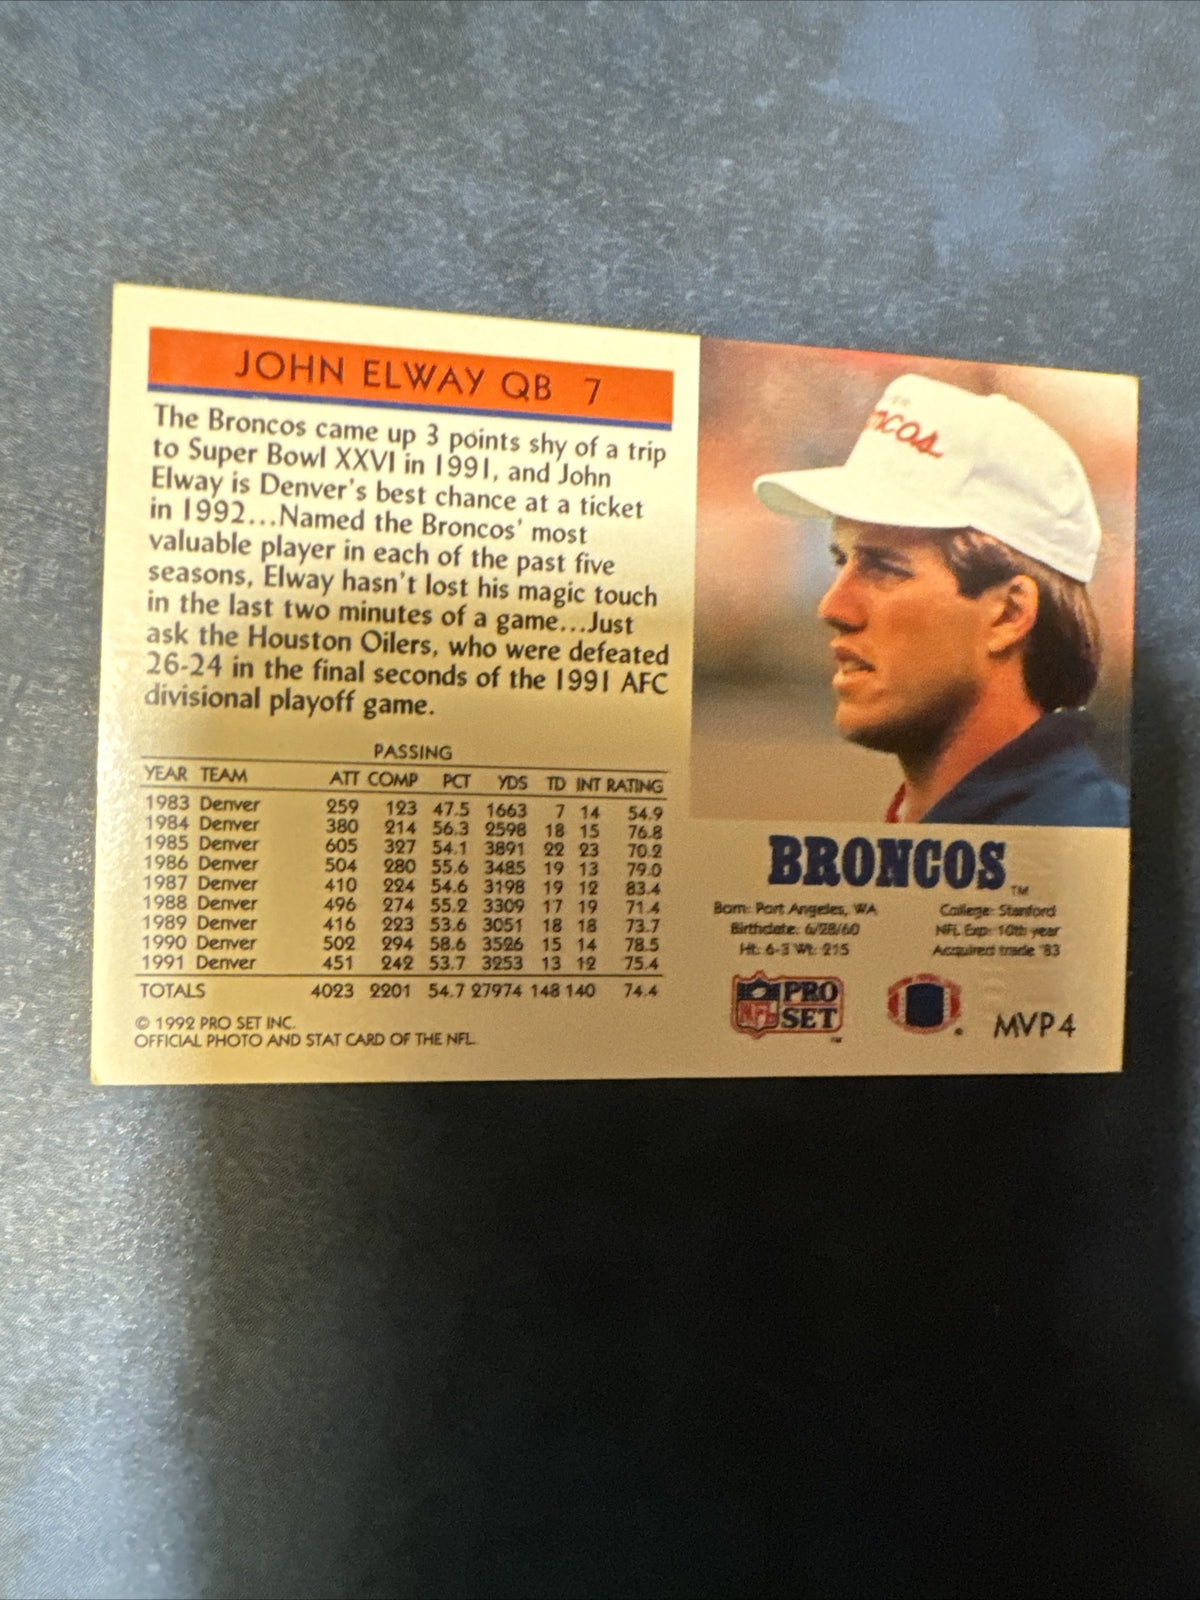 JOHN ELWAY QB 7
The Broncos came up 3 points shy of a trip
to Super Bowl XXVI in 1991, and John
Elway is Denver's best chance at a ticket
in 1992...Named the Broncos' most
valuable player in each of the past five
seasons, Elway hasn't lost his magic touch
in the last two minutes of a game...Just
ask the Houston Oilers, who were defeated
26-24 in the final seconds of the 1991 AFC
divisional playoff game.
PASSING
YEAR TEAM ATT COMP PCT YDS TD INT RATING
1983 Denver 259 123 47.5 1663 7 14 54.9
1984 Denver 380 214 56.3 2598 18 15 76.8
1985 Denver 605 327 54.1 3891 22 23 70.2
1986 Denver 504 280 55.6 3485 19 13 79.0
1987 Denver 410 224 54.6 3198 19 12 83.4
1988 Denver 496 274 55.2 3309 17 19 71.4
1989 Denver 416 223 53.6 3051 18 18 73.7
1990 Denver 502 294 58.6 3526 15 14 78.5
1991 Denver 451 242 53.7 3253 13 12 75.4
TOTALS 4023 2201 54.7 27974 148 140 74.4
© 1992 PRO SET INC.
OFFICIAL PHOTO AND STAT CARD OF THE NFL
ncos
BRONCOS™
Born: Port Angeles, WA
Birthdate: 6/28/60
Ht: 6-3 Wt: 215
College: Stanford
NFL Exp: 10th year
Acquired trade '83
NFL PRO SET™
MVP 4